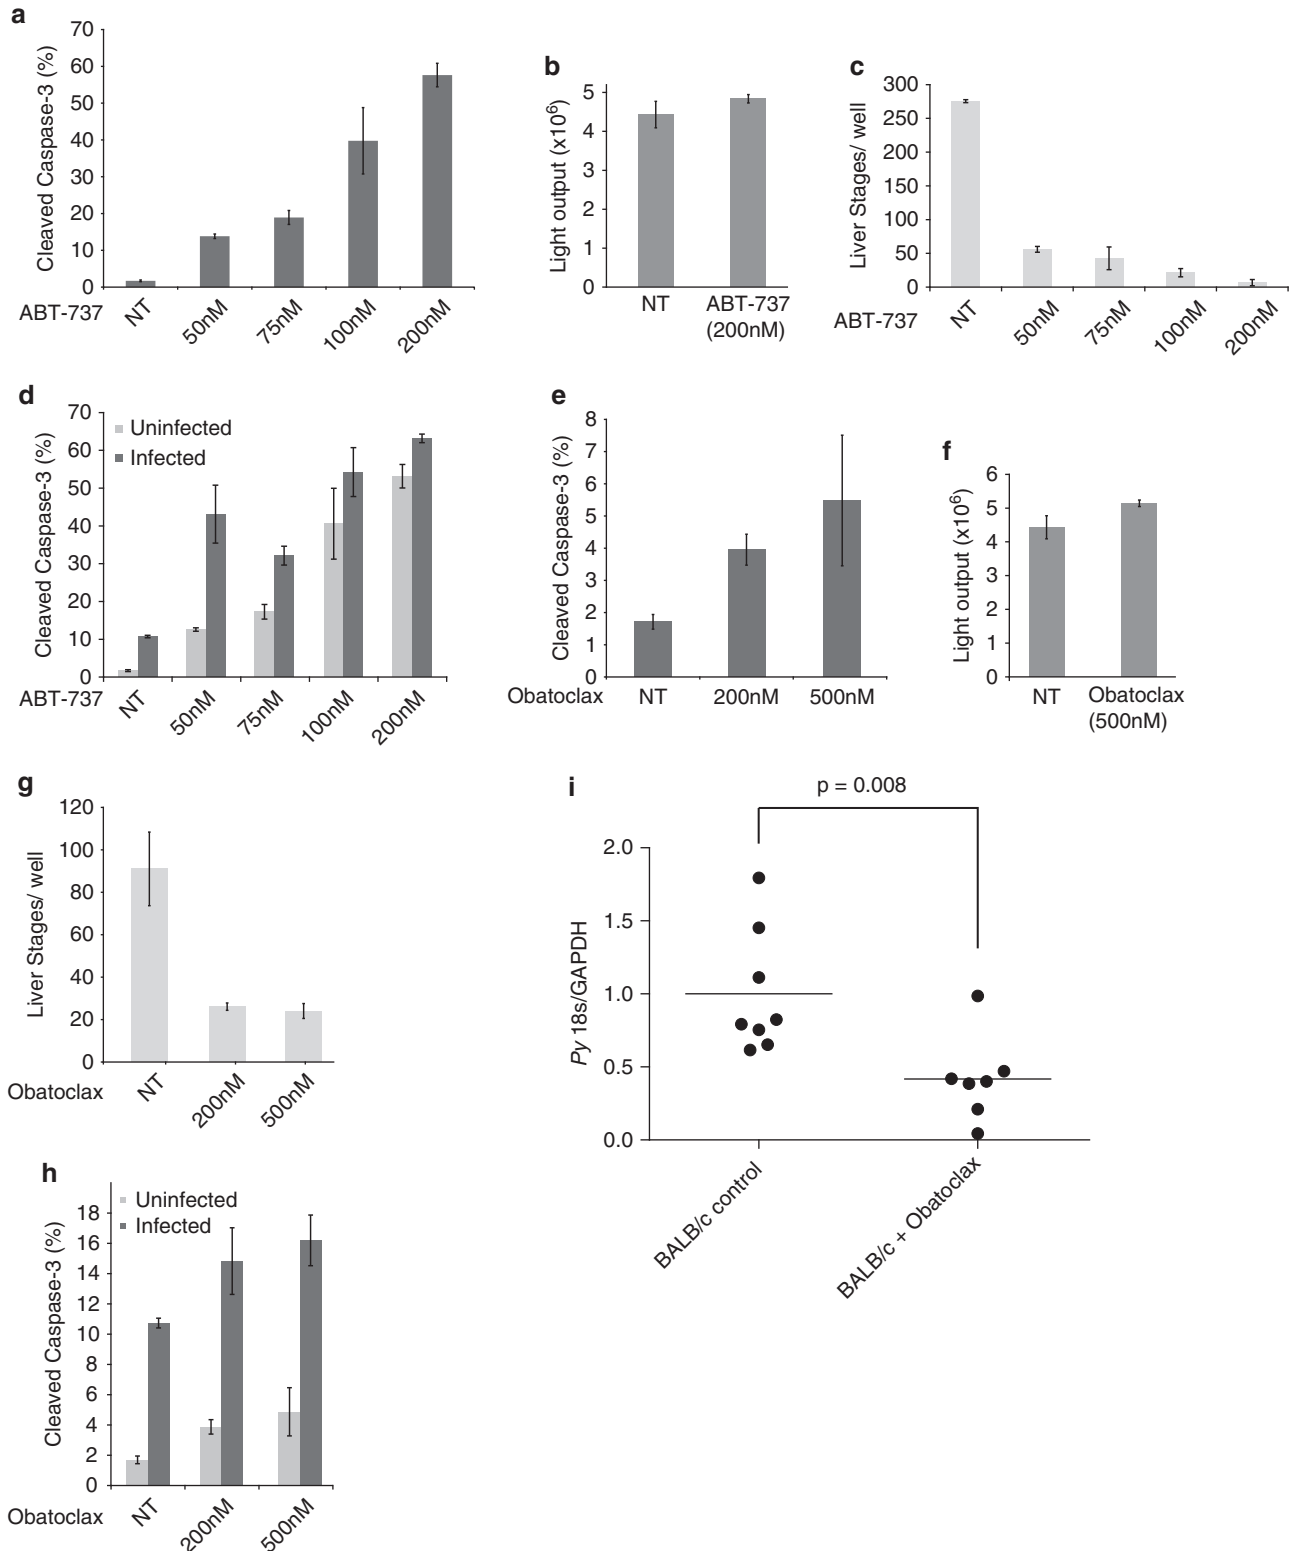 a
70
60
50
40
30
20
10
0
Cleaved Caspase-3 (%)
ABT-737
NT
50nM
75nM
100nM
200nM
b
5
4
3
2
1
0
Light output (x10⁶)
NT
ABT-737
(200nM)
c
300
250
200
150
100
50
0
Liver Stages/ well
ABT-737
NT
50nM
75nM
100nM
200nM
d
70
60
50
40
30
20
10
0
Cleaved Caspase-3 (%)
Uninfected
Infected
ABT-737
NT
50nM
75nM
100nM
200nM
e
8
7
6
5
4
3
2
1
0
Cleaved Caspase-3 (%)
Obatoclax
NT
200nM
500nM
f
6
5
4
3
2
1
0
Light output (x10⁶)
NT
Obatoclax
(500nM)
g
120
100
80
60
40
20
0
Liver Stages/ well
Obatoclax
NT
200nM
500nM
h
18
16
14
12
10
8
6
4
2
0
Cleaved Caspase-3 (%)
Uninfected
Infected
Obatoclax
NT
200nM
500nM
i
p = 0.008
2.0
1.5
1.0
0.5
0.0
Py 18s/GAPDH
BALB/c control
BALB/c + Obatoclax